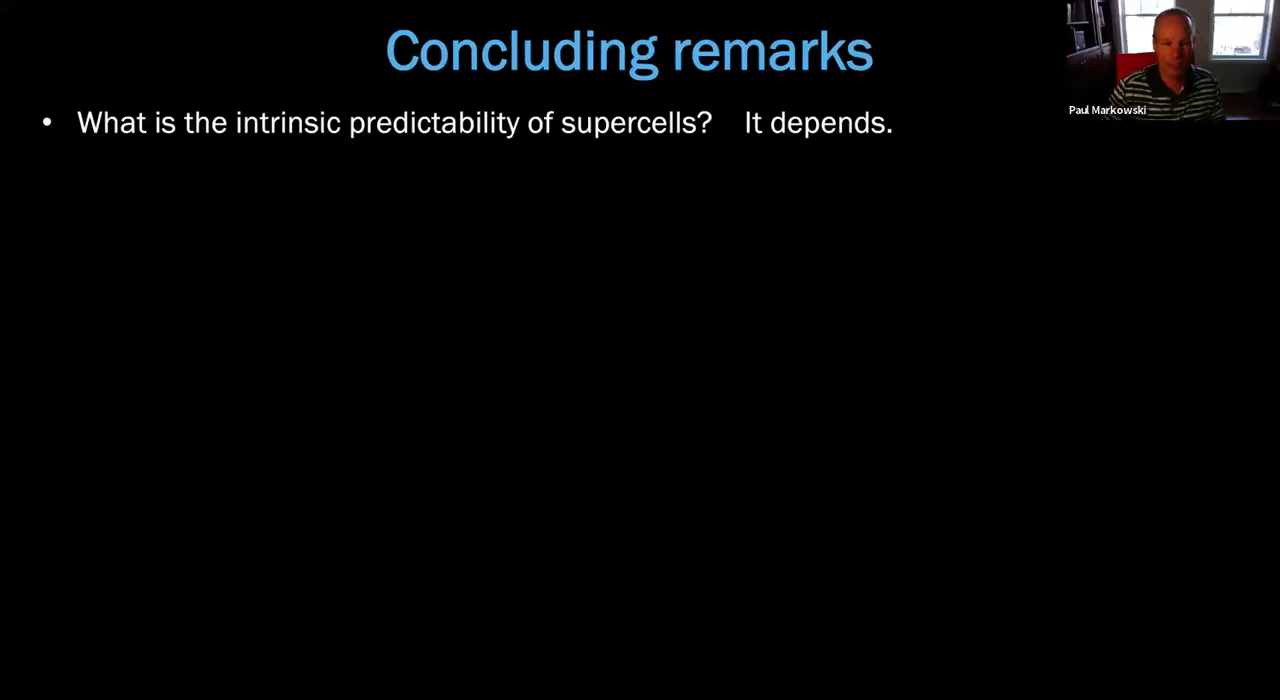 Concluding remarks
Paul Markowski
• What is the intrinsic predictability of supercells? It depends.